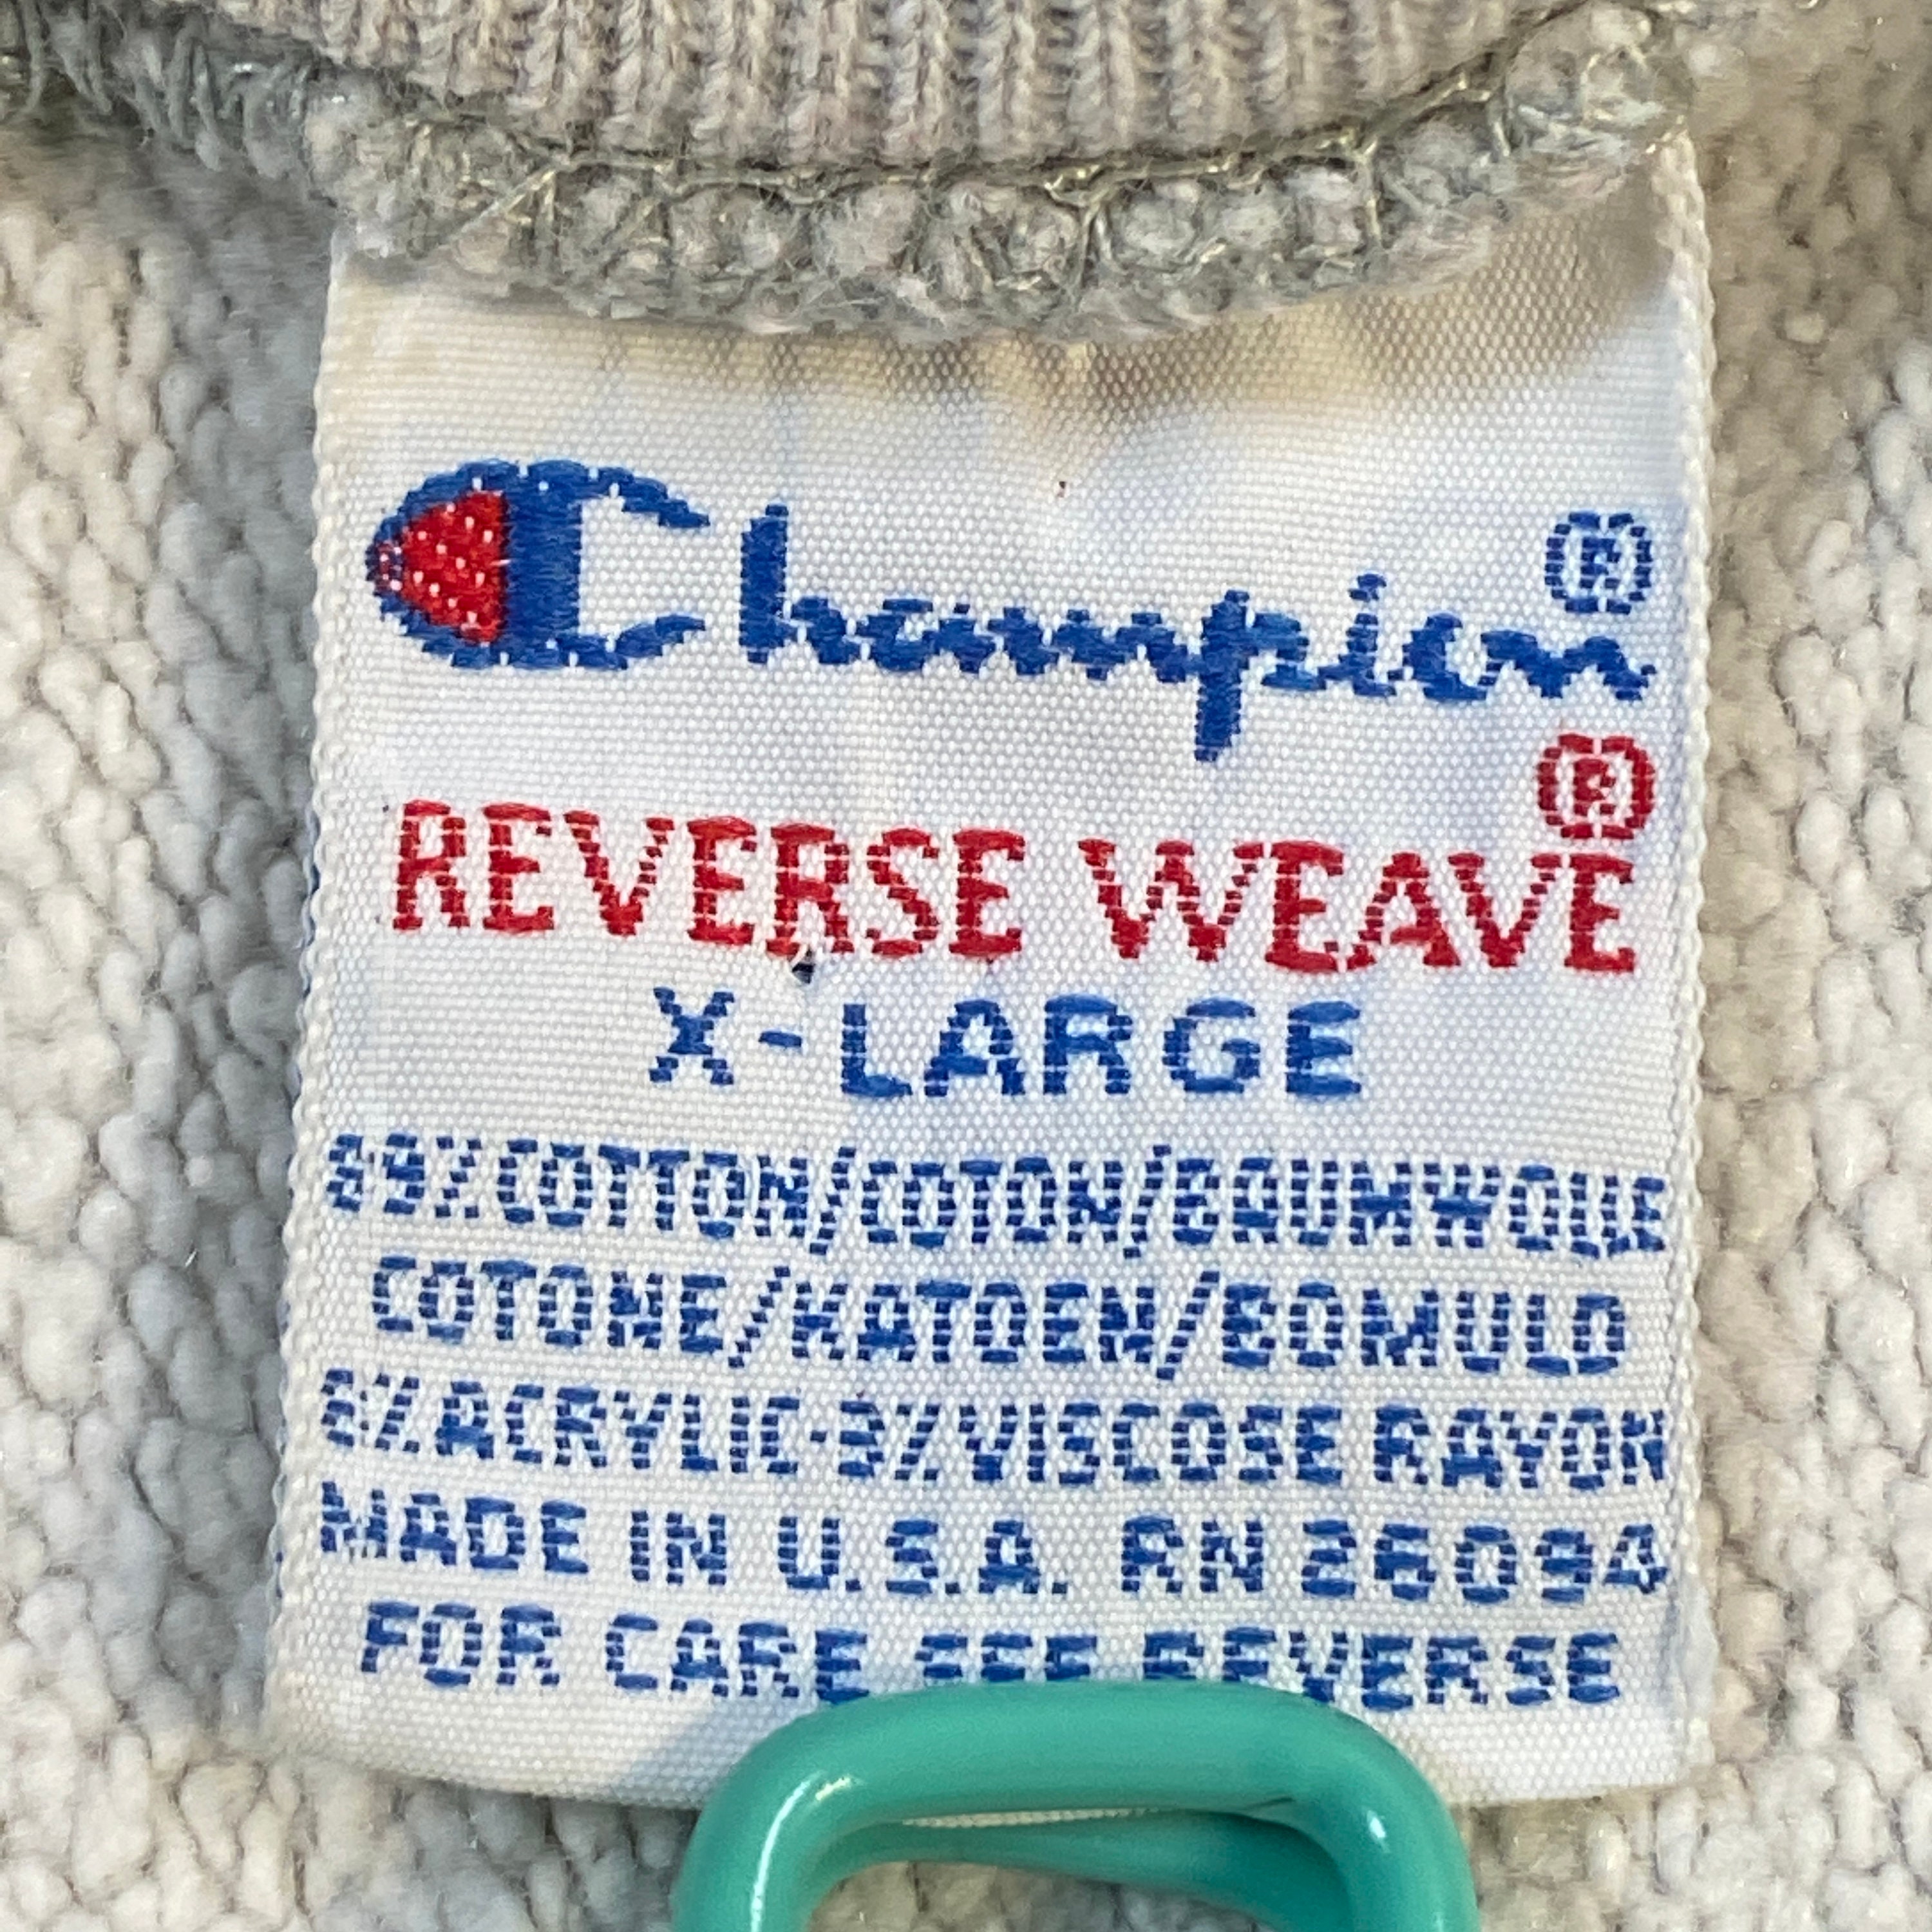 Champion®
REVERSE WEAVE®
X-LARGE
89% COTTON/COTON/BAUMWOLLE
COTONE/KATOEN/BOMULD
8% ACRYLIC-3% VISCOSE RAYON
MADE IN U.S.A. RN 26094
FOR CARE SEE REVERSE